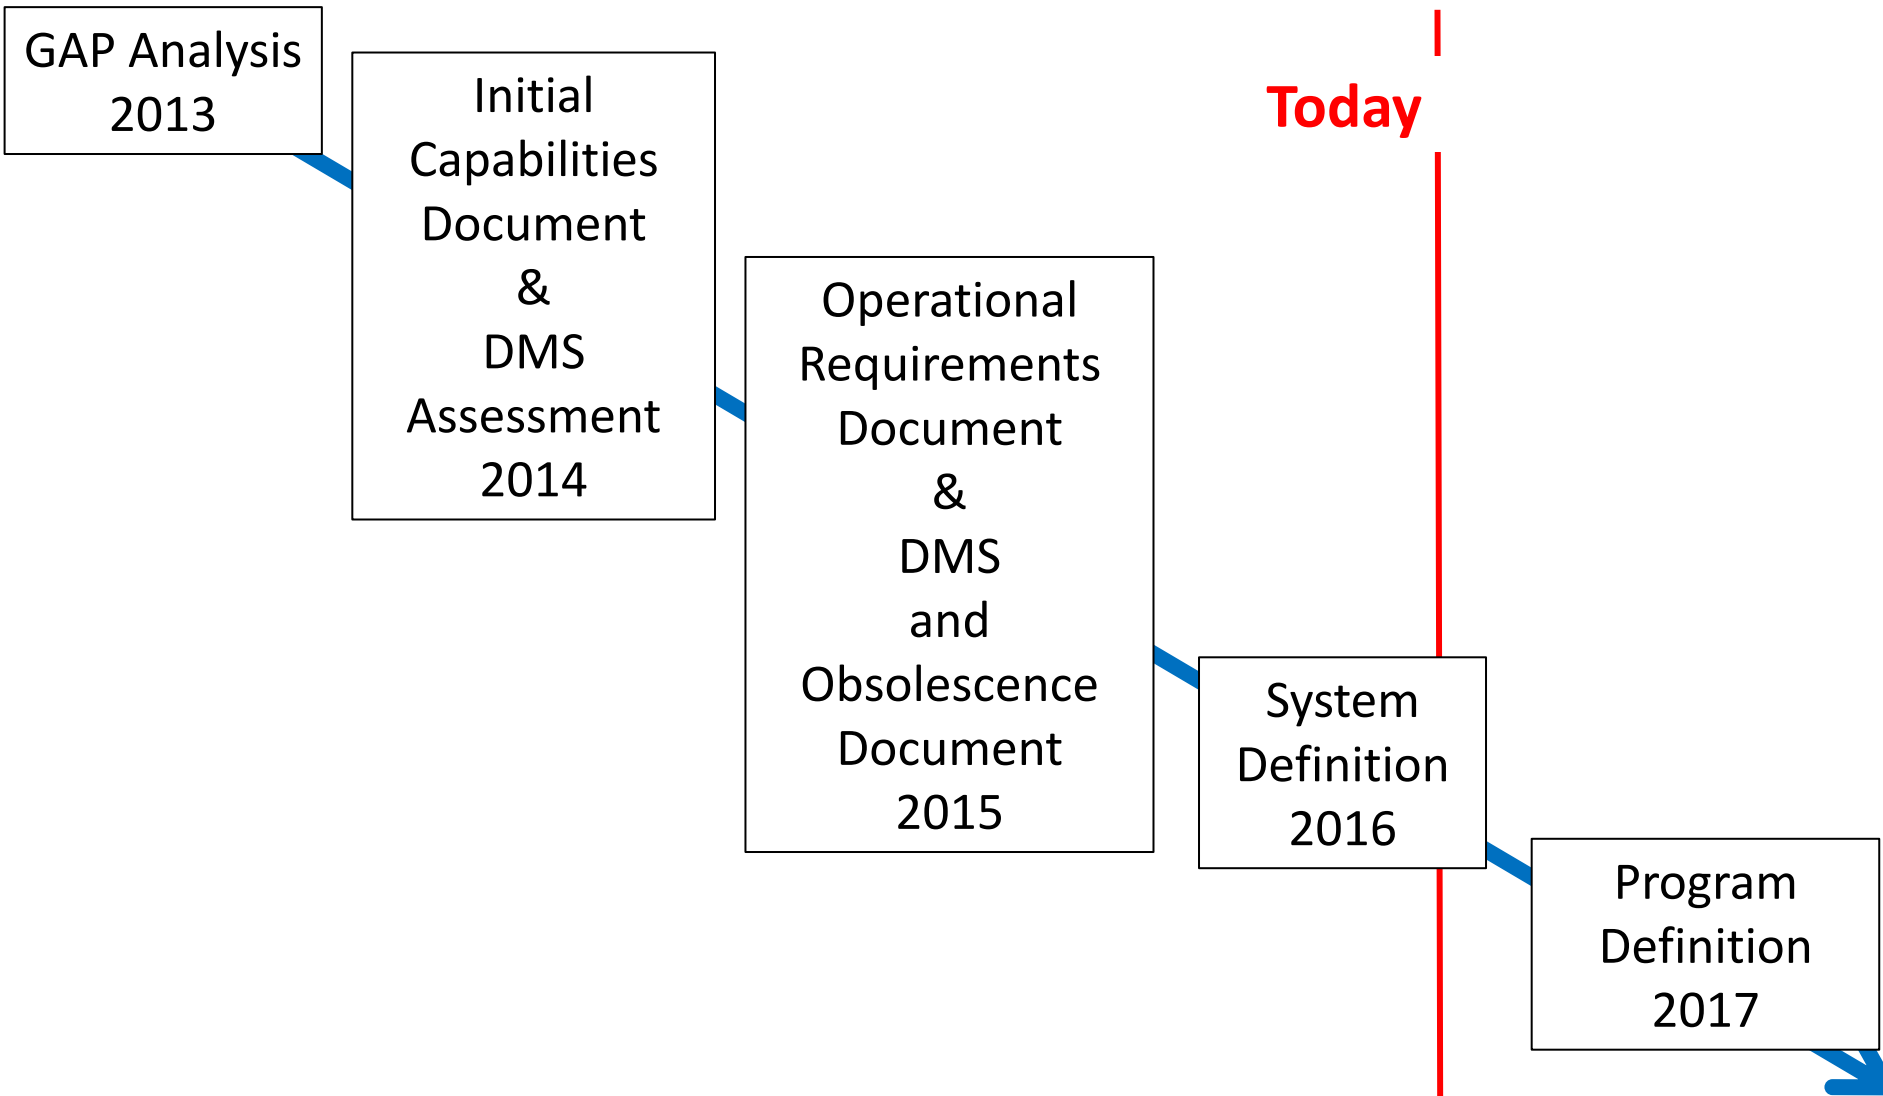 GAP Analysis
2013
Initial
Capabilities
Document
&
DMS
Assessment
2014
Operational
Requirements
Document
&
DMS
and
Obsolescence
Document
2015
Today
System
Definition
2016
Program
Definition
2017